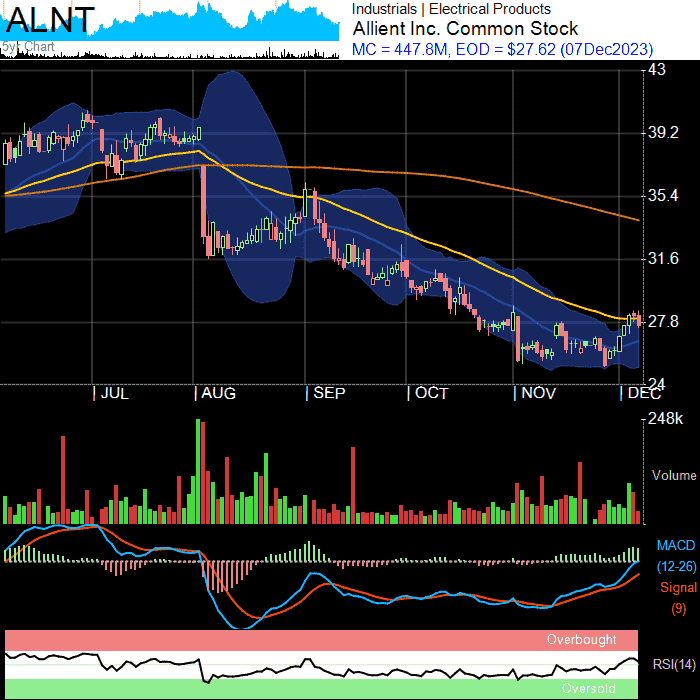 ALNT
5yr Chart
Industrials | Electrical Products
Allient Inc. Common Stock
MC = 447.8M, EOD = $27.62 (07Dec2023)
43
39.2
35.4
31.6
27.8
24
JUL
AUG
SEP
OCT
NOV
DEC
248k
Volume
MACD
(12-26)
Signal
(9)
Overbought
RSI(14)
Oversold